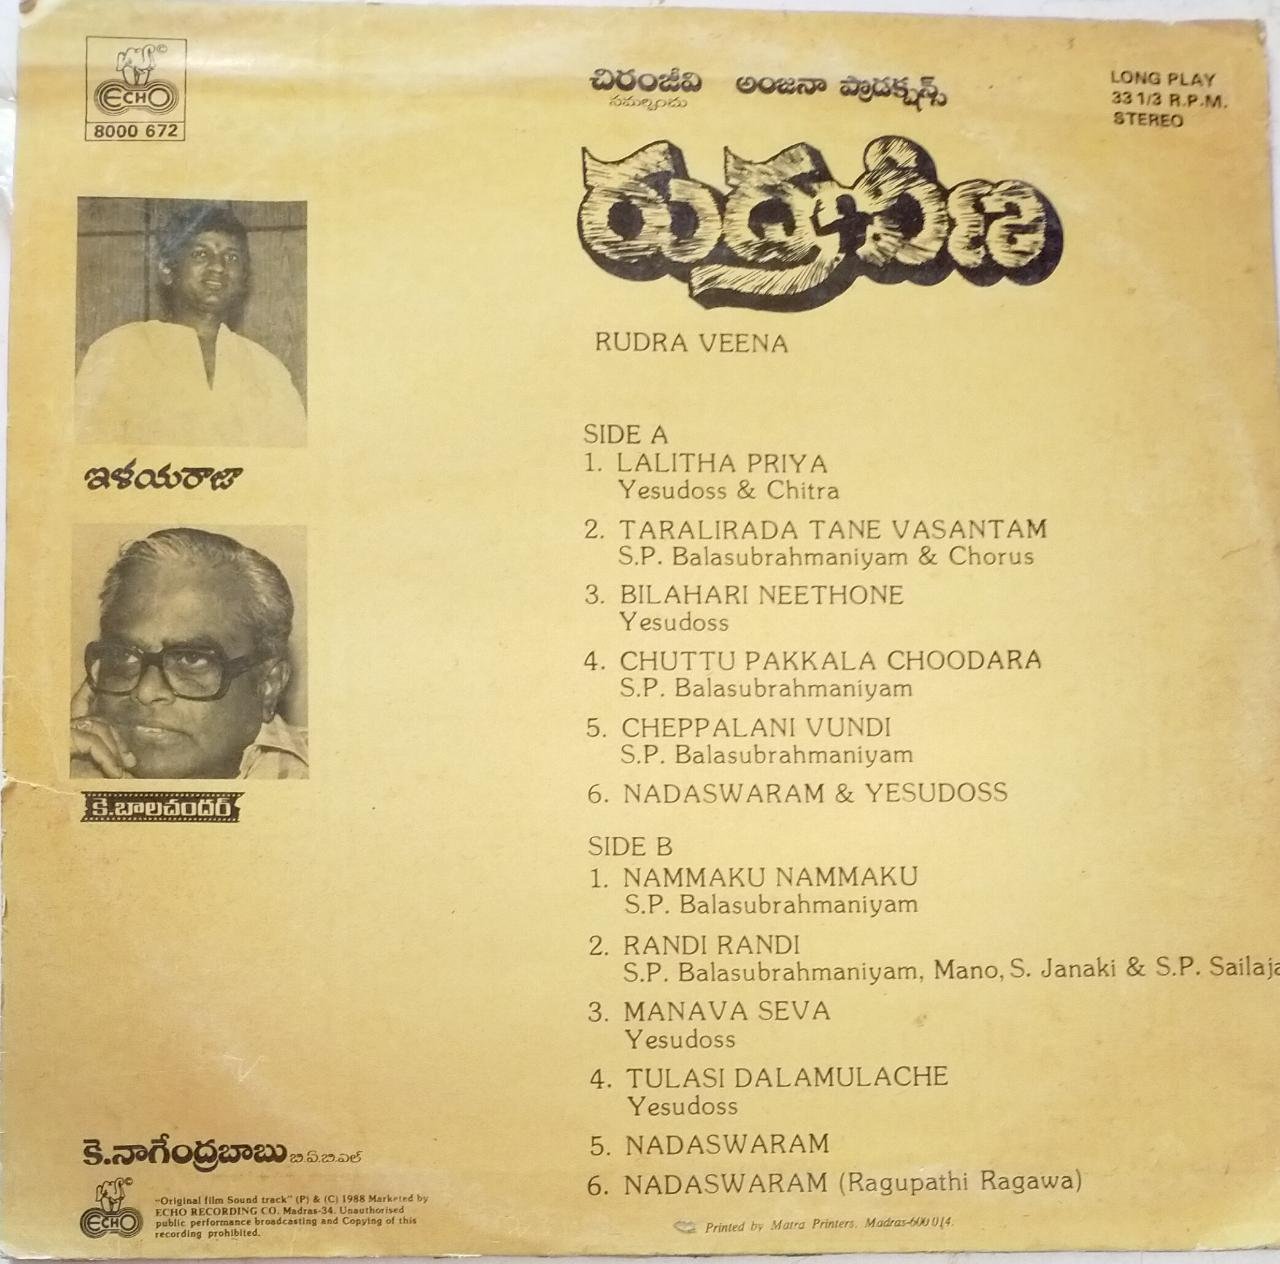 ECHO ©
8000 672
చిరంజీవి అంజనా ప్రొడక్షన్స్
సమర్పించు
LONG PLAY
33 1/3 R.P.M.
STEREO
రుద్రవీణ
RUDRA VEENA
ఇళయరాజా
కె.బాలచందర్
SIDE A
1. LALITHA PRIYA
Yesudoss & Chitra
2. TARALIRADA TANE VASANTAM
S.P. Balasubrahmaniyam & Chorus
3. BILAHARI NEETHONE
Yesudoss
4. CHUTTU PAKKALA CHOODARA
S.P. Balasubrahmaniyam
5. CHEPPALANI VUNDI
S.P. Balasubrahmaniyam
6. NADASWARAM & YESUDOSS
SIDE B
1. NAMMAKU NAMMAKU
S.P. Balasubrahmaniyam
2. RANDI RANDI
S.P. Balasubrahmaniyam, Mano, S. Janaki & S.P. Sailaja
3. MANAVA SEVA
Yesudoss
4. TULASI DALAMULACHE
Yesudoss
5. NADASWARAM
6. NADASWARAM (Ragupathi Ragawa)
కె.నాగేంద్రబాబు బి.ఏ.బి.ఎల్
ECHO ©
"Original film Sound track" (P) & (C) 1988 Marketed by
ECHO RECORDING CO. Madras-34. Unauthorised
public performance broadcasting and Copying of this
recording prohibited.
Printed by Matra Printers, Madras-600 014.